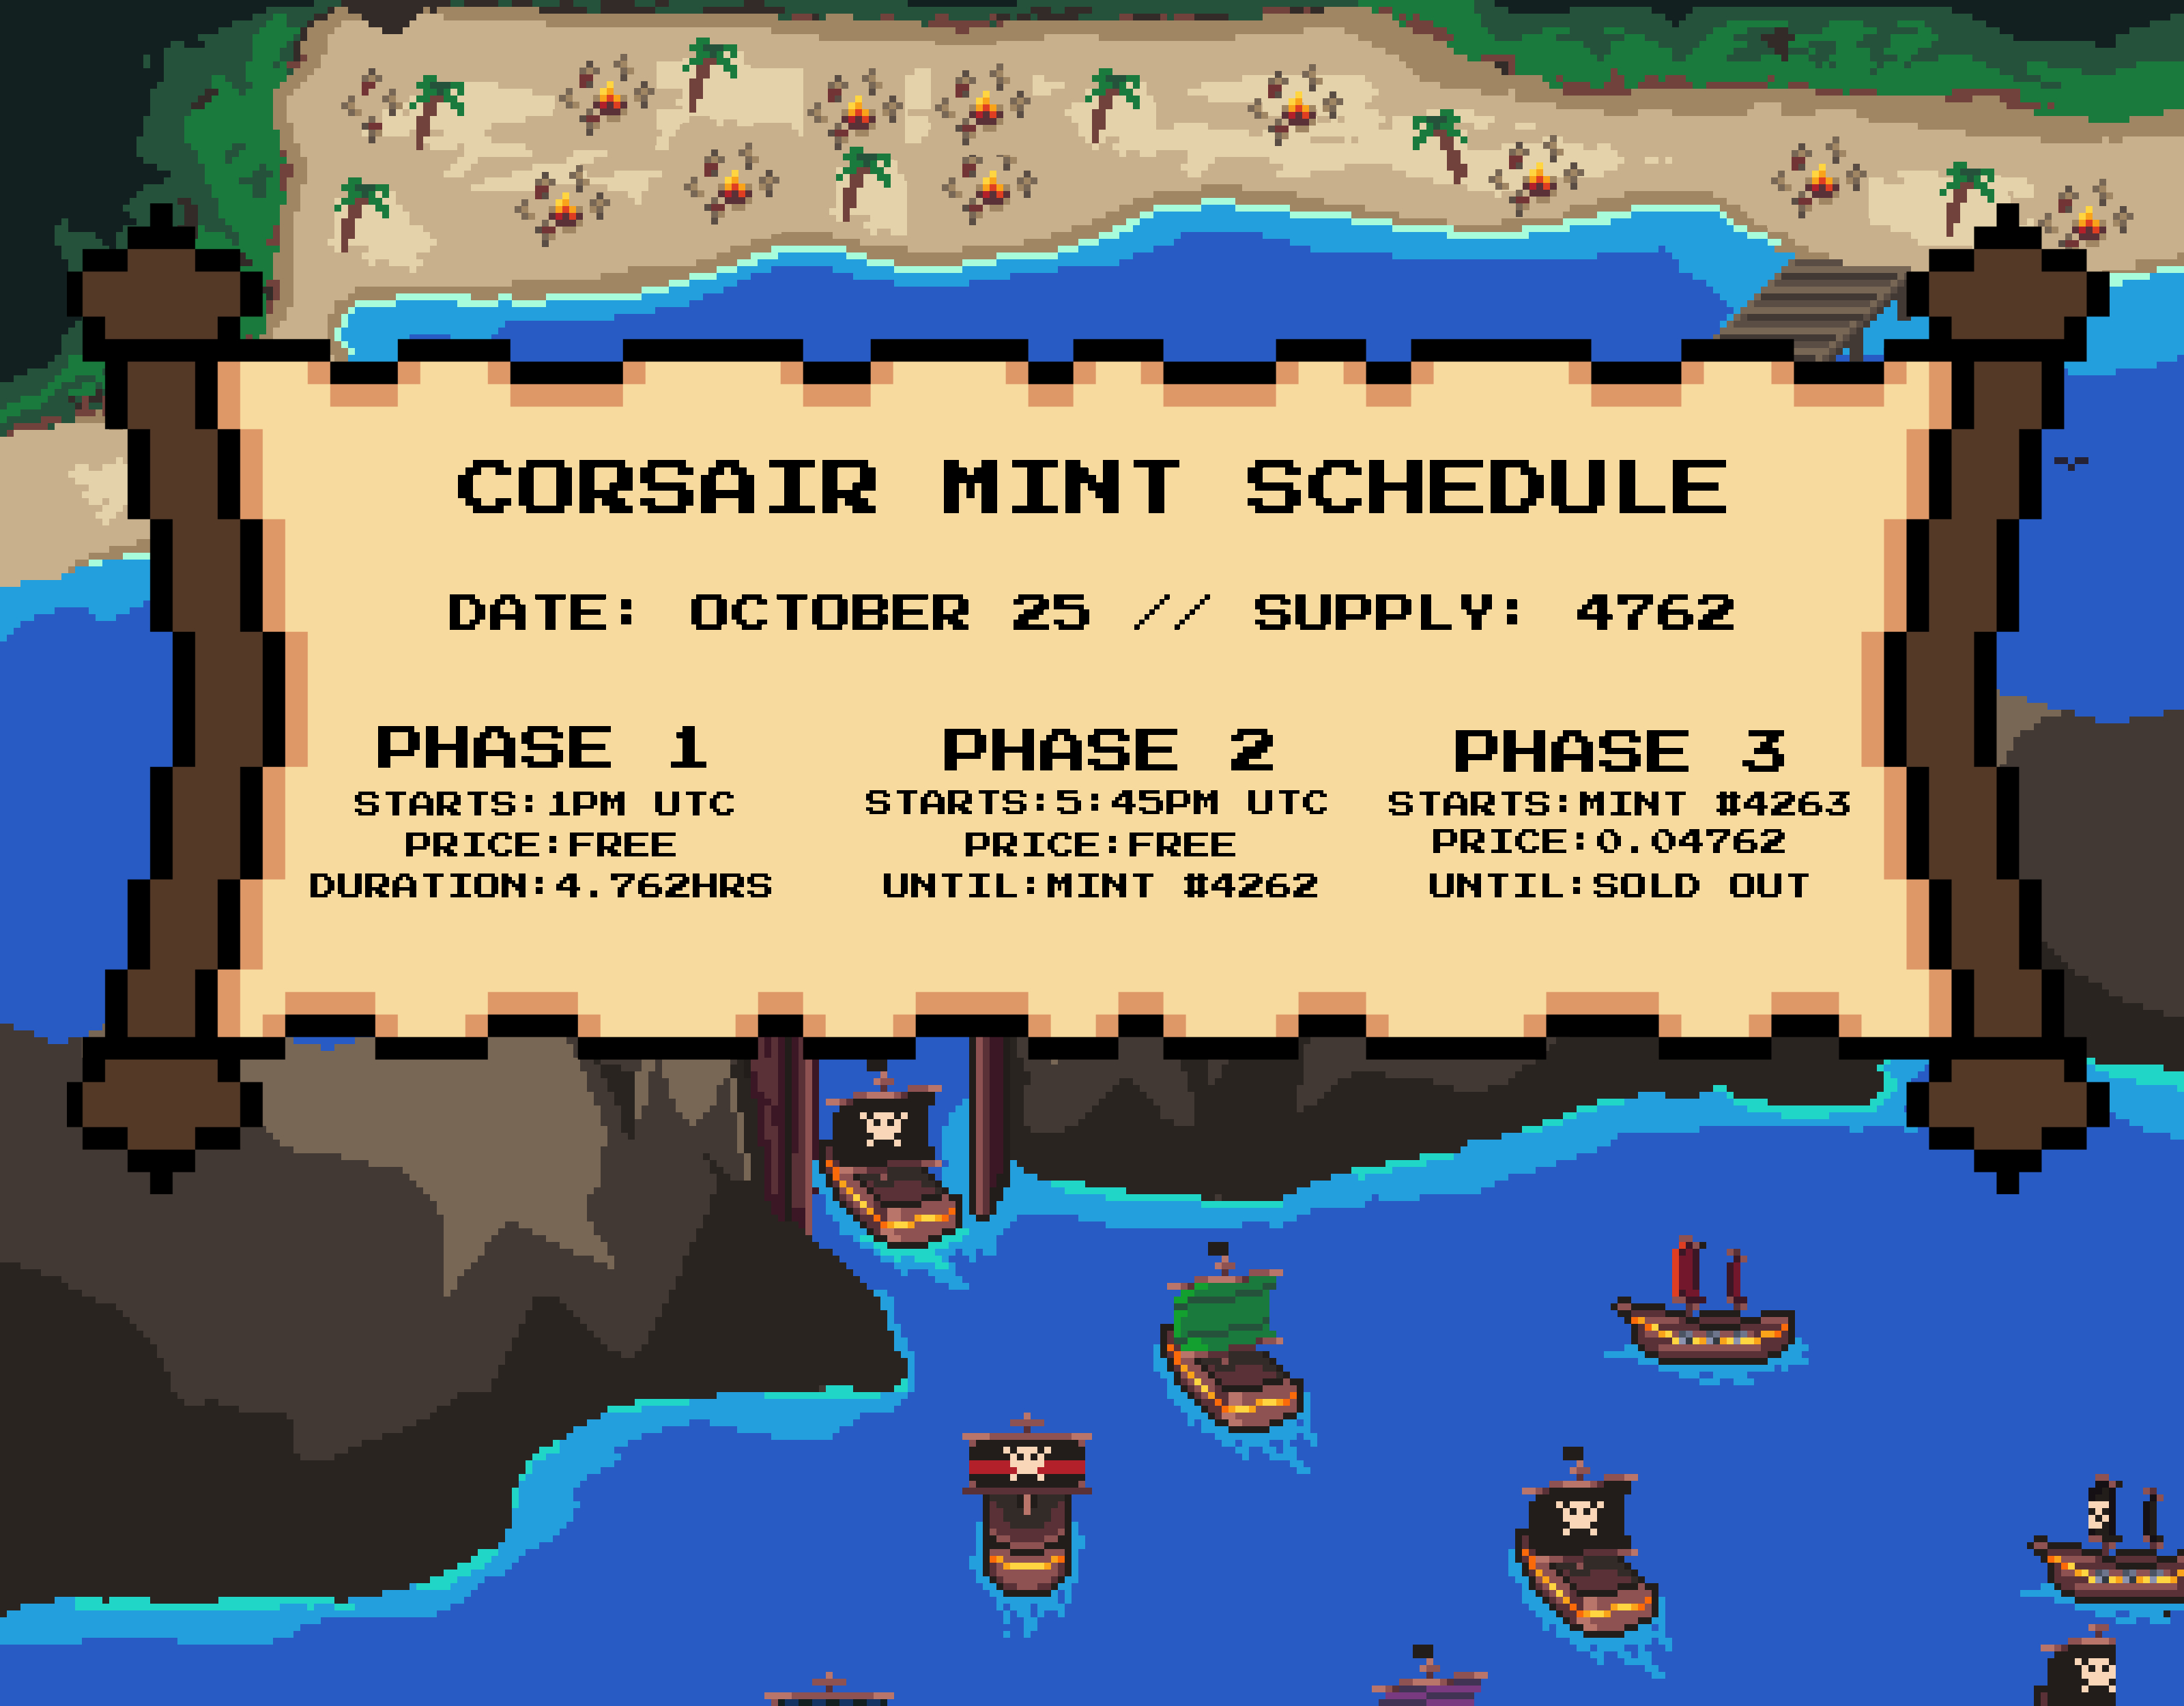 CORSAIR MINT SCHEDULE
DATE: OCTOBER 25 // SUPPLY: 4762
PHASE 1
STARTS:1PM UTC
PRICE:FREE
DURATION:4.762HRS
PHASE 2
STARTS:5:45PM UTC
PRICE:FREE
UNTIL:MINT #4262
PHASE 3
STARTS:MINT #4263
PRICE:0.04762
UNTIL:SOLD OUT